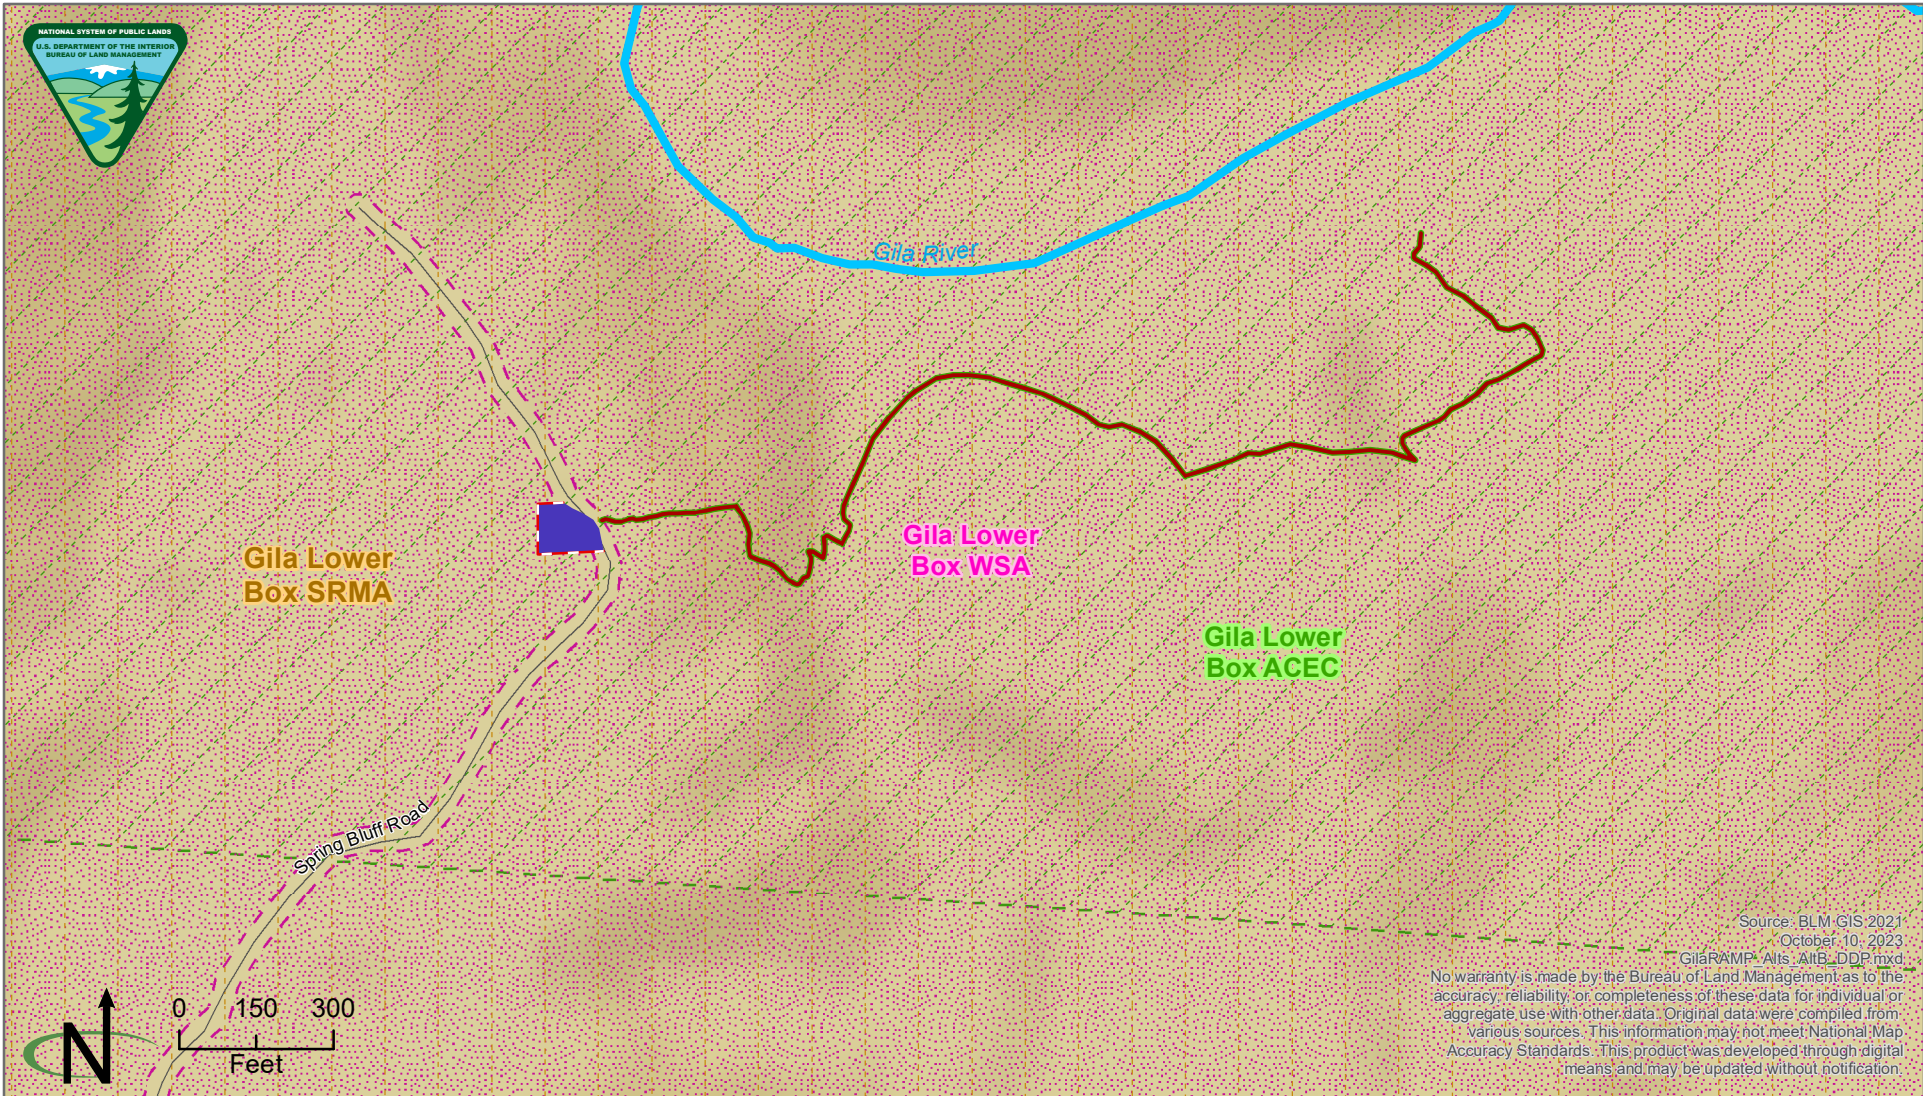 NATIONAL SYSTEM OF PUBLIC LANDS
U.S. DEPARTMENT OF THE INTERIOR
BUREAU OF LAND MANAGEMENT
Gila River
Gila Lower
Box WSA
Gila Lower
Box SRMA
Gila Lower
Box ACEC
Spring Bluff Road
Source: BLM GIS 2021
October 10, 2023
GilaRAMP_Alts_AltB_DDP.mxd
No warranty is made by the Bureau of Land Management as to the
accuracy, reliability, or completeness of these data for individual or
aggregate use with other data. Original data were compiled from
various sources. This information may not meet National Map
Accuracy Standards. This product was developed through digital
means and may be updated without notification.
N
0 150 300
Feet